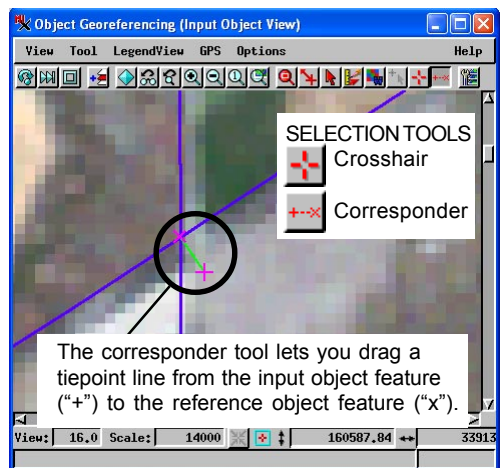 Object Georeferencing (Input Object View)
View Tool LegendView GPS Options Help
SELECTION TOOLS
Crosshair
Corresponder
The corresponder tool lets you drag a
tiepoint line from the input object feature
(“+”) to the reference object feature (“x”).
View: 16.0 Scale: 14000 160587.84 33913